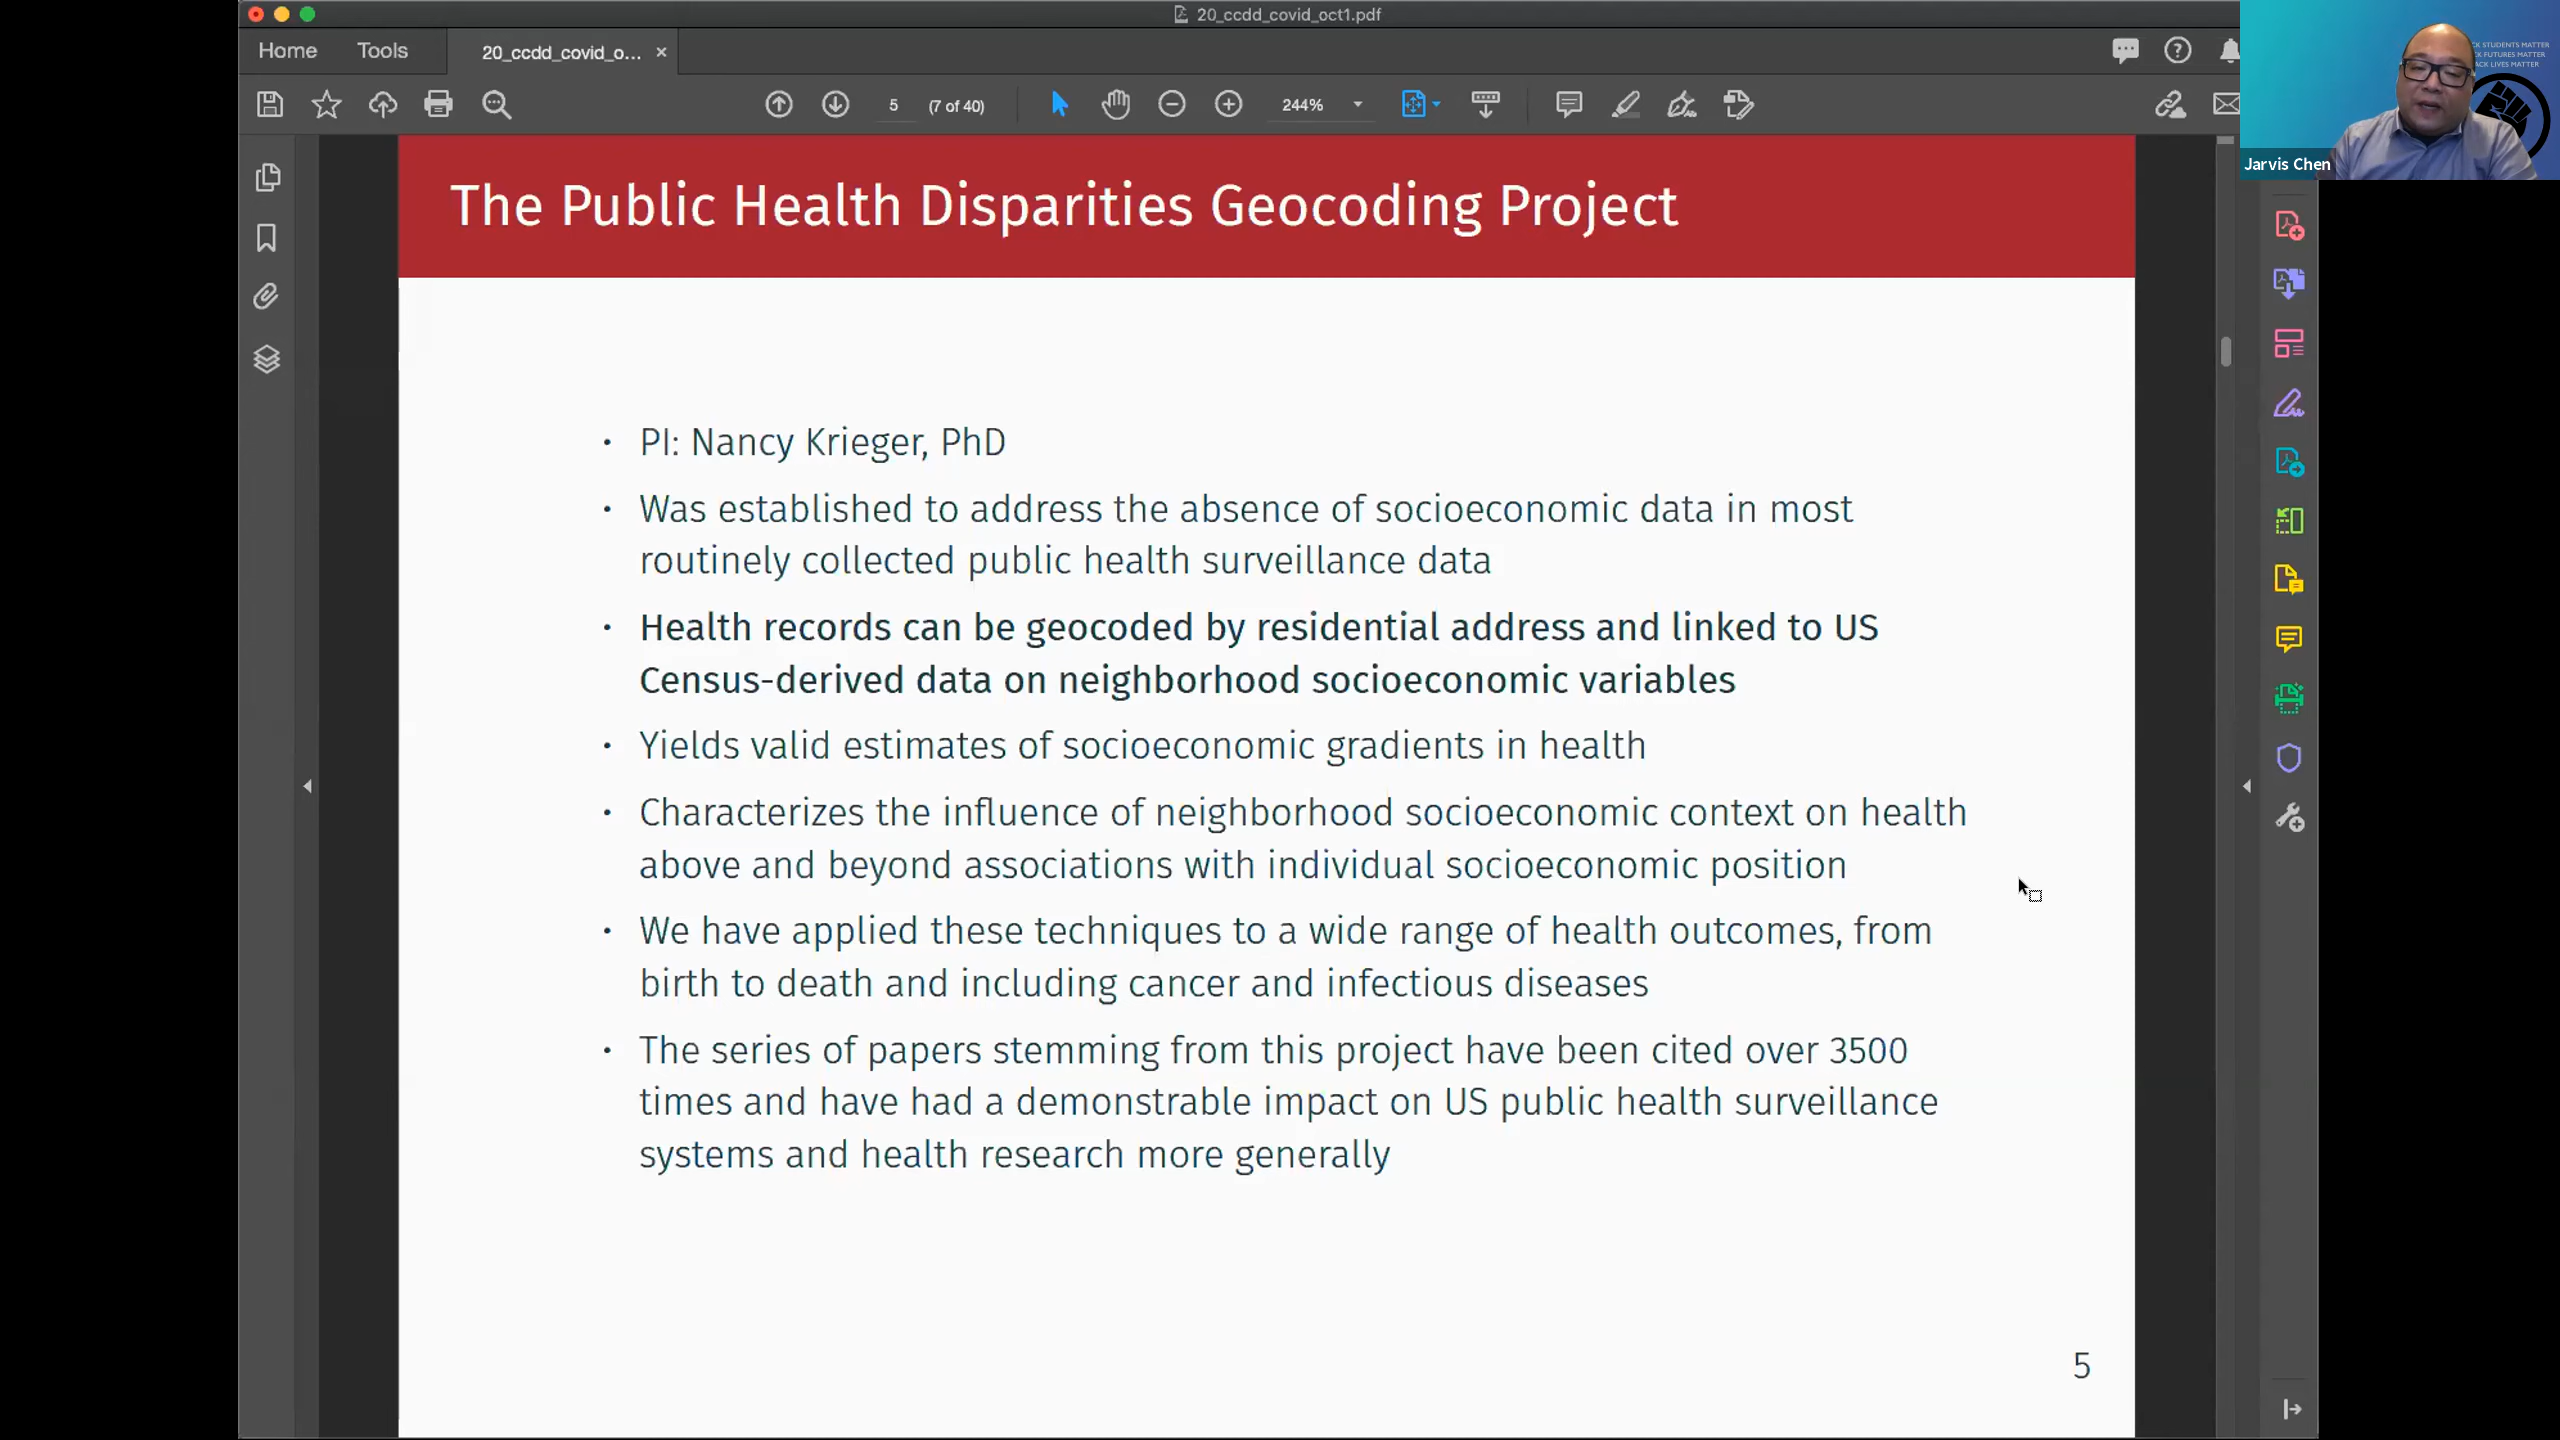 20_ccdd_covid_oct1.pdf
Home
Tools
20_ccdd_covid_o...
5
(7 of 40)
244%
STUDENTS MATTER
FUTURES MATTER
LIVES MATTER
Jarvis Chen
The Public Health Disparities Geocoding Project
• PI: Nancy Krieger, PhD
• Was established to address the absence of socioeconomic data in most
routinely collected public health surveillance data
• Health records can be geocoded by residential address and linked to US
Census-derived data on neighborhood socioeconomic variables
• Yields valid estimates of socioeconomic gradients in health
• Characterizes the influence of neighborhood socioeconomic context on health
above and beyond associations with individual socioeconomic position
• We have applied these techniques to a wide range of health outcomes, from
birth to death and including cancer and infectious diseases
• The series of papers stemming from this project have been cited over 3500
times and have had a demonstrable impact on US public health surveillance
systems and health research more generally
5